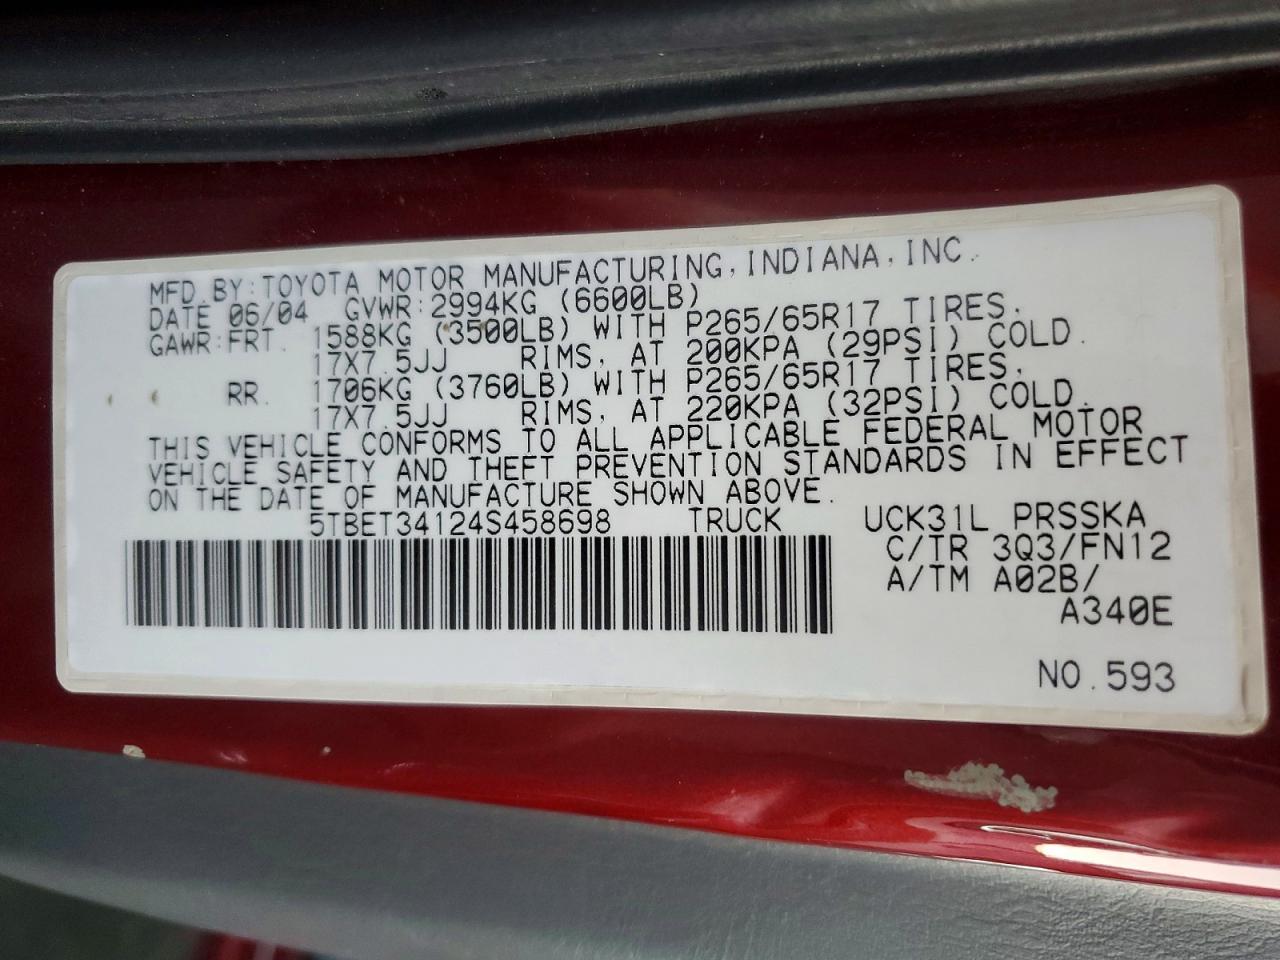 MFD.BY:TOYOTA MOTOR MANUFACTURING,INDIANA,INC.
DATE 06/04 GVWR:2994KG (6600LB)
GAWR:FRT. 1588KG (3500LB) WITH P265/65R17 TIRES,
17X7.5JJ RIMS, AT 200KPA (29PSI) COLD.
RR. 1706KG (3760LB) WITH P265/65R17 TIRES,
17X7.5JJ RIMS, AT 220KPA (32PSI) COLD.
THIS VEHICLE CONFORMS TO ALL APPLICABLE FEDERAL MOTOR
VEHICLE SAFETY AND THEFT PREVENTION STANDARDS IN EFFECT
ON THE DATE OF MANUFACTURE SHOWN ABOVE.
5TBET34124S458698 TRUCK UCK31L PRSSKA
C/TR 3Q3/FN12
A/TM A02B/
A340E
NO.593